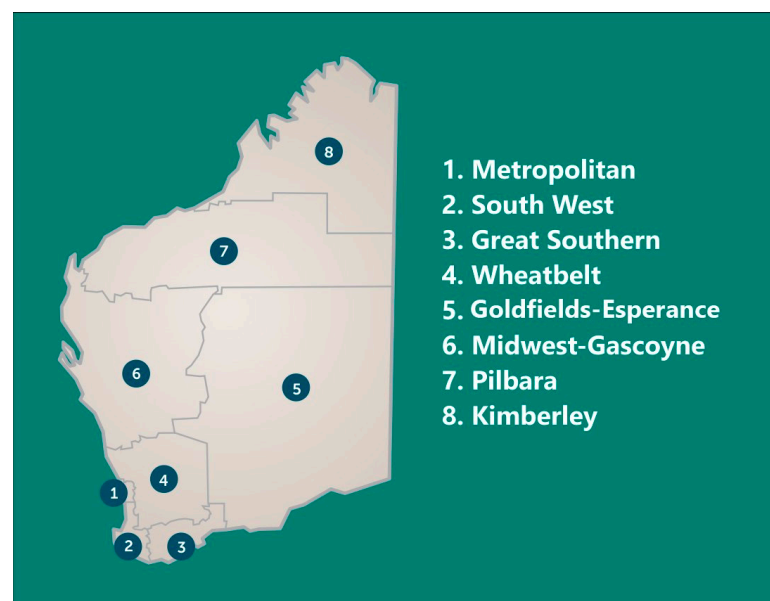 8
7
6
5
4
1
2
3
1. Metropolitan
2. South West
3. Great Southern
4. Wheatbelt
5. Goldfields-Esperance
6. Midwest-Gascoyne
7. Pilbara
8. Kimberley